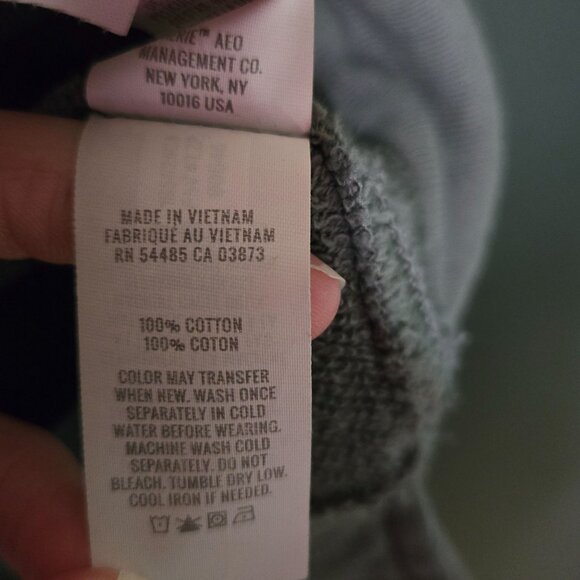 AEO
MANAGEMENT CO.
NEW YORK, NY
10016 USA
MADE IN VIETNAM
FABRIQUÉ AU VIETNAM
RN 54485 CA 03873
100% COTTON
100% COTON
COLOR MAY TRANSFER
WHEN NEW. WASH ONCE
SEPARATELY IN COLD
WATER BEFORE WEARING.
MACHINE WASH COLD
SEPARATELY. DO NOT
BLEACH. TUMBLE DRY LOW.
COOL IRON IF NEEDED.